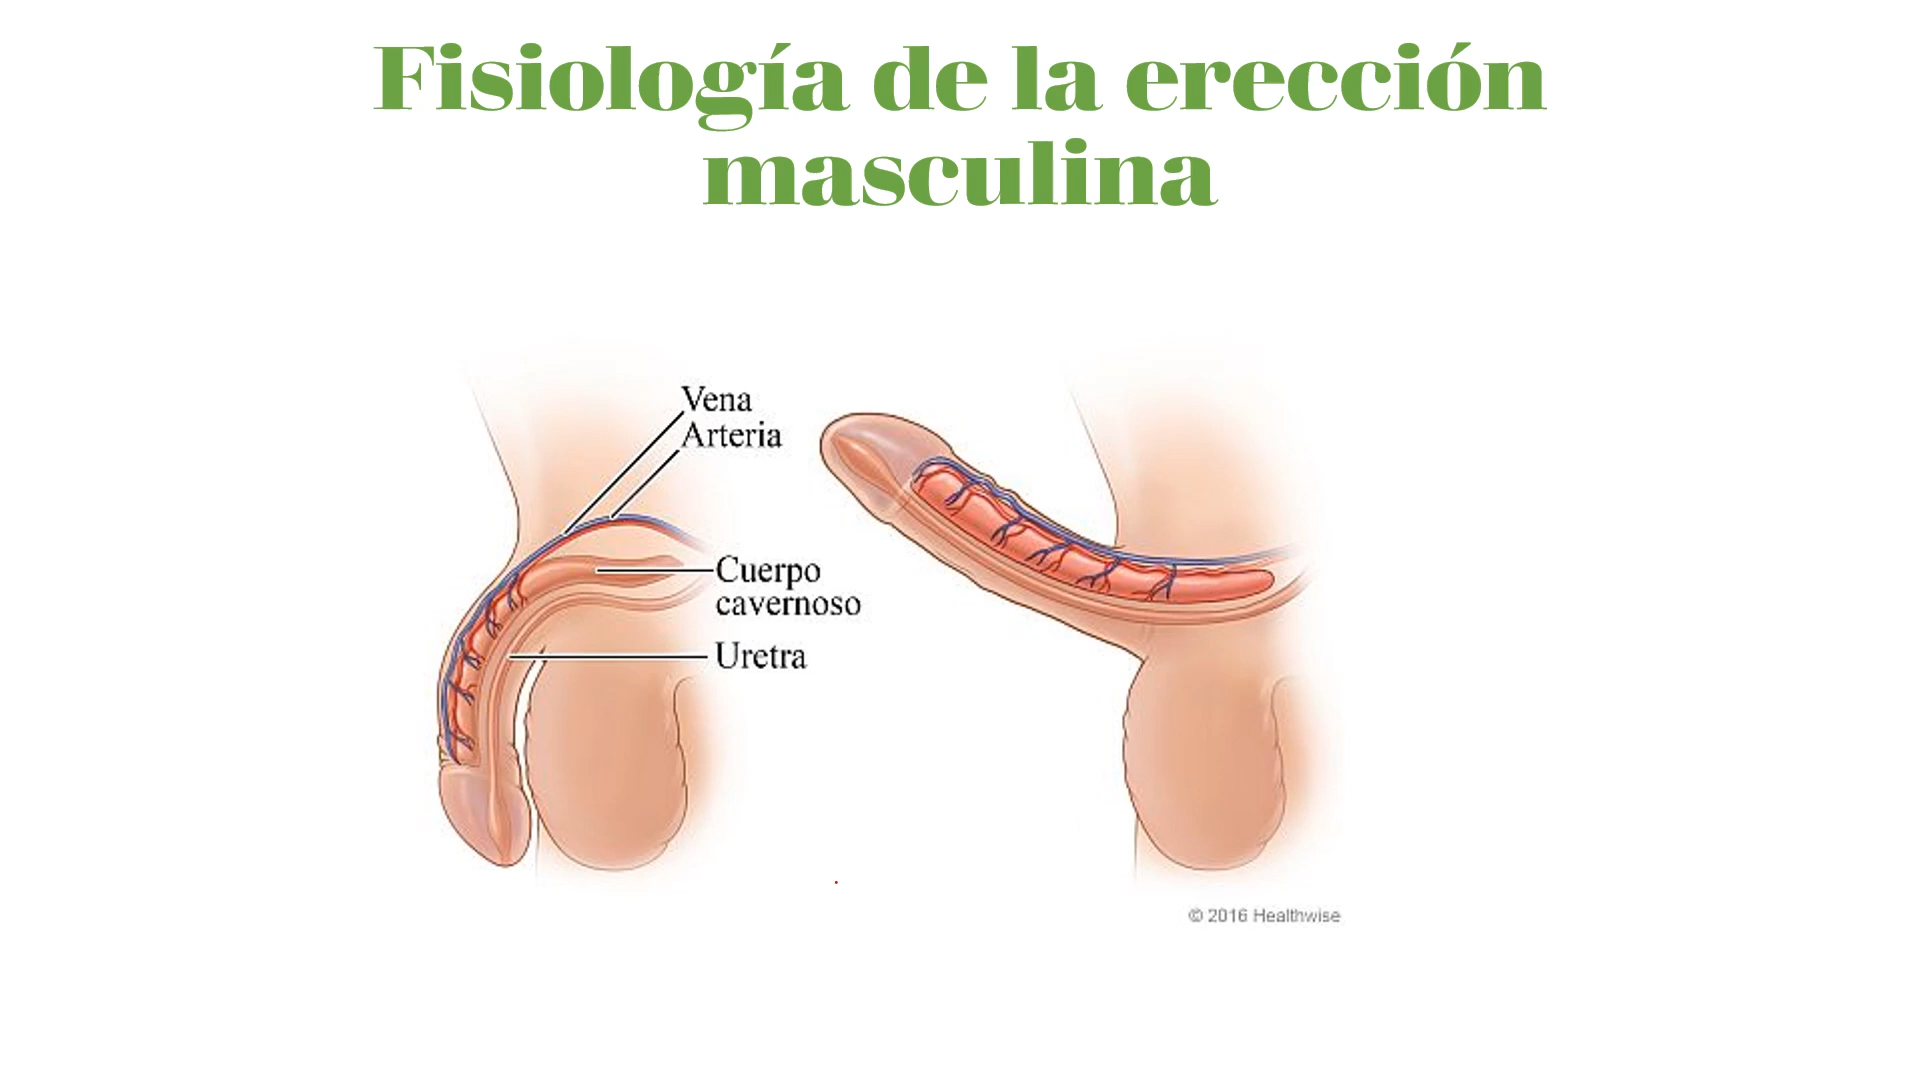 Fisiología de la erección
masculina
Vena
Arteria
Cuerpo
cavernoso
Uretra
© 2016 Healthwise